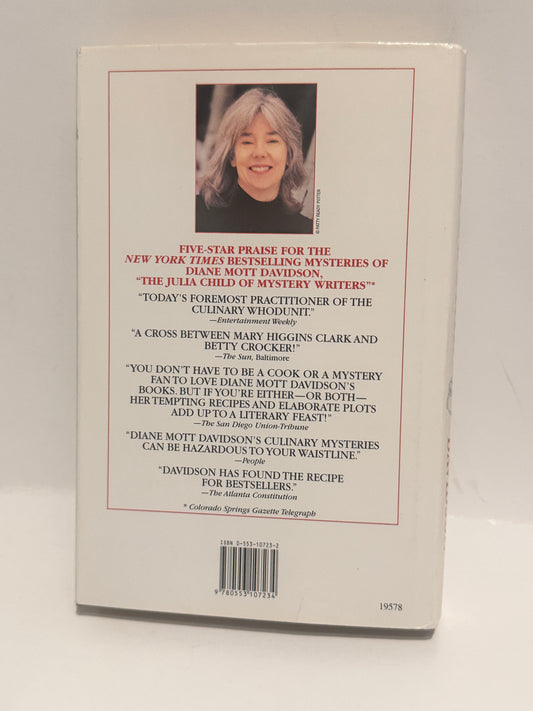 © PATTY READY POTTER
FIVE-STAR PRAISE FOR THE
NEW YORK TIMES BESTSELLING MYSTERIES OF
DIANE MOTT DAVIDSON,
"THE JULIA CHILD OF MYSTERY WRITERS"*
"TODAY'S FOREMOST PRACTITIONER OF THE
CULINARY WHODUNIT."
—Entertainment Weekly
"A CROSS BETWEEN MARY HIGGINS CLARK AND
BETTY CROCKER!"
—The Sun, Baltimore
"YOU DON'T HAVE TO BE A COOK OR A MYSTERY
FAN TO LOVE DIANE MOTT DAVIDSON'S
BOOKS. BUT IF YOU'RE EITHER—OR BOTH—
HER TEMPTING RECIPES AND ELABORATE PLOTS
ADD UP TO A LITERARY FEAST!"
—The San Diego Union-Tribune
"DIANE MOTT DAVIDSON'S CULINARY MYSTERIES
CAN BE HAZARDOUS TO YOUR WAISTLINE."
—People
"DAVIDSON HAS FOUND THE RECIPE
FOR BESTSELLERS."
—The Atlanta Constitution
* Colorado Springs Gazette Telegraph
ISBN 0-553-10723-2
9 780553 107234
19578